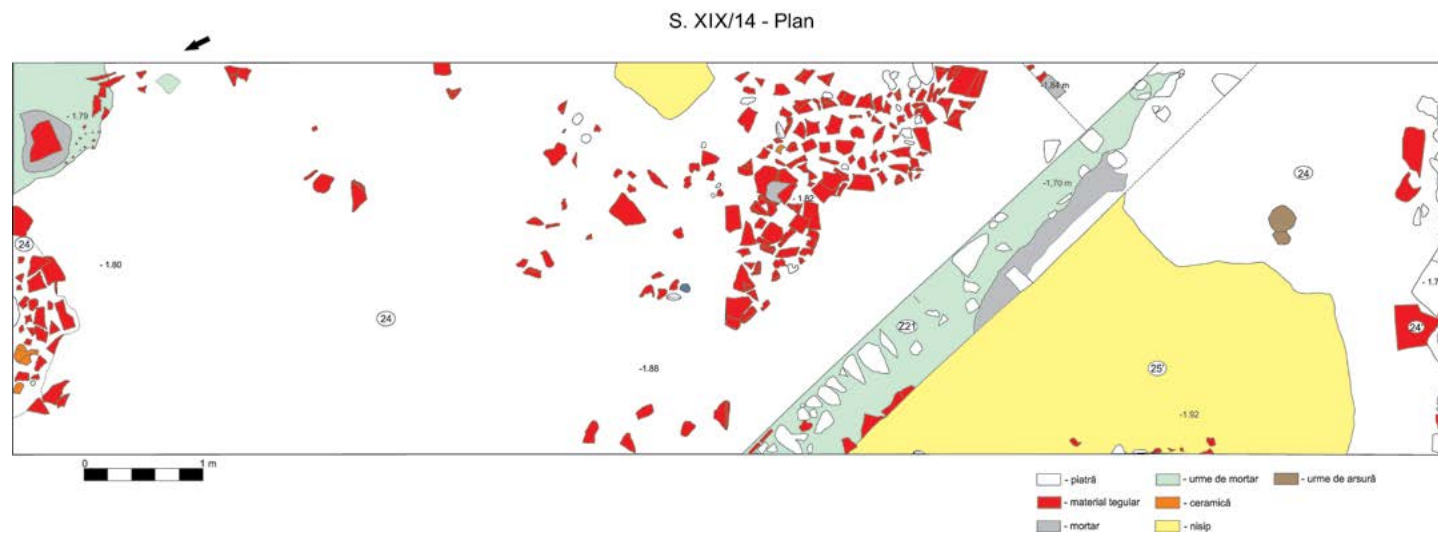 S. XIX/14 - Plan
-1.84 m
- 1.79
24
-1,70 m
- 1.82
24
- 1.80
24
22'
24
-1.88
25'
-1.92
0 1 m
- piatră
- urme de mortar
- urme de arsură
- material tegular
- ceramică
- mortar
- nisip